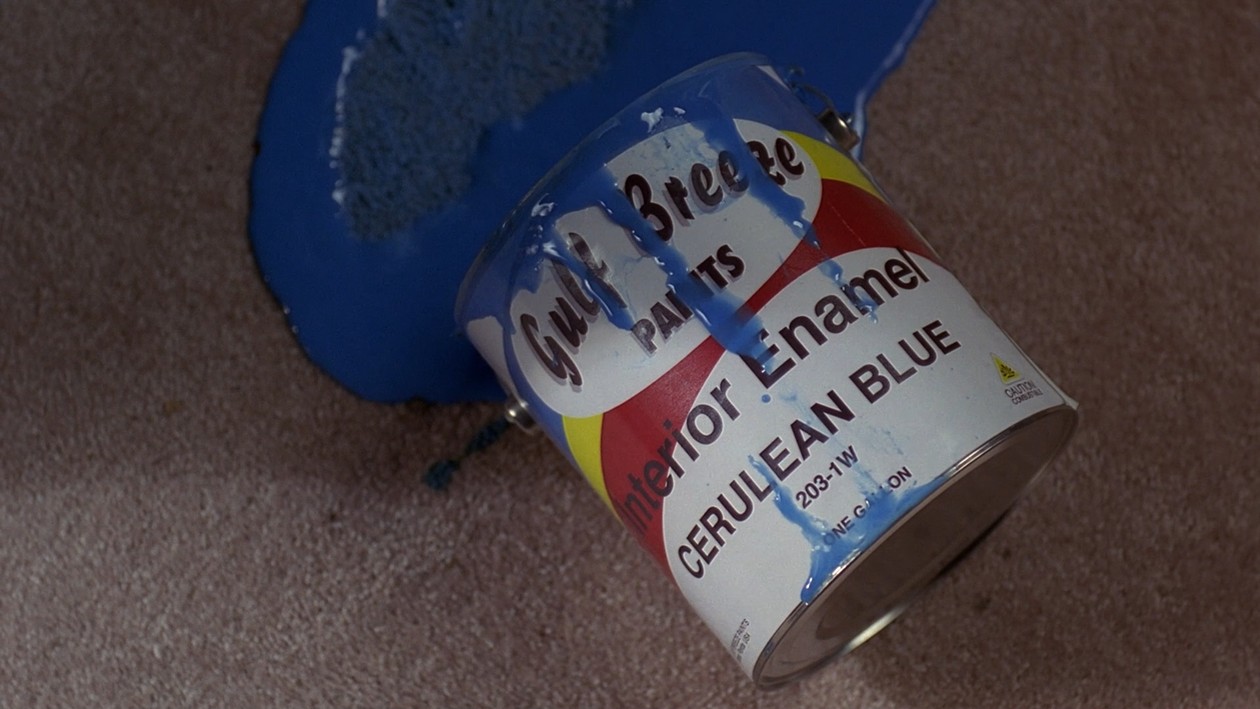 Gulf Breeze
PAINTS
Interior Enamel
CERULEAN BLUE
203-1W
ONE GALLON
CAUTION
COMBUSTIBLE